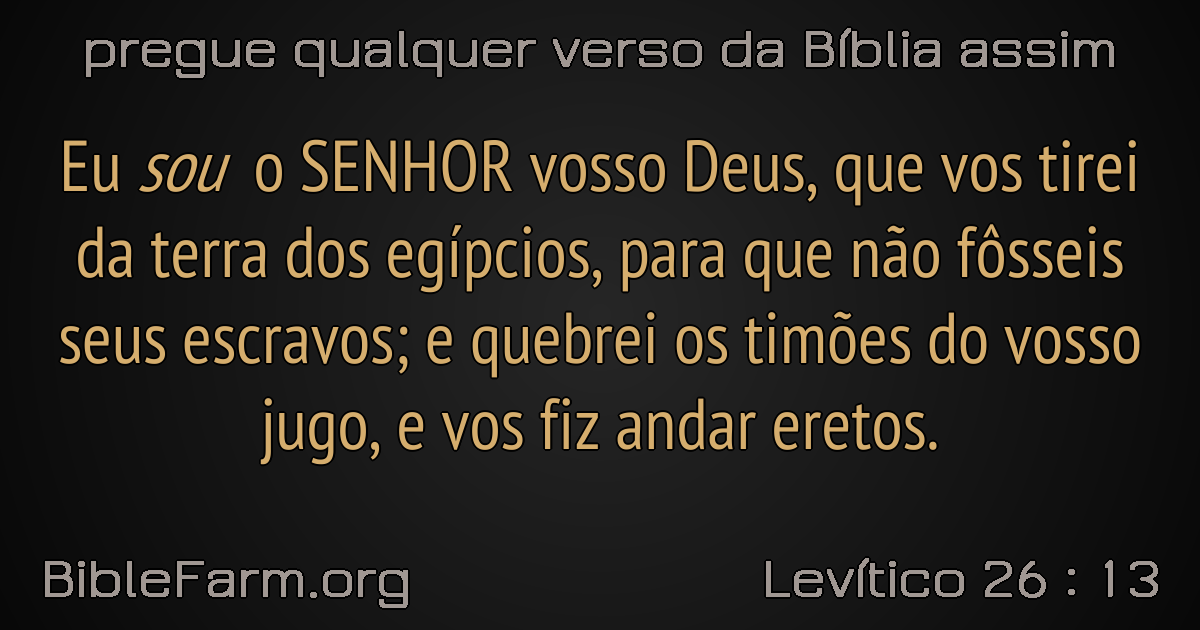 pregue qualquer verso da Bíblia assim
Eu sou o SENHOR vosso Deus, que vos tirei
da terra dos egípcios, para que não fôsseis
seus escravos; e quebrei os timões do vosso
jugo, e vos fiz andar eretos.
BibleFarm.org
Levítico 26 : 13